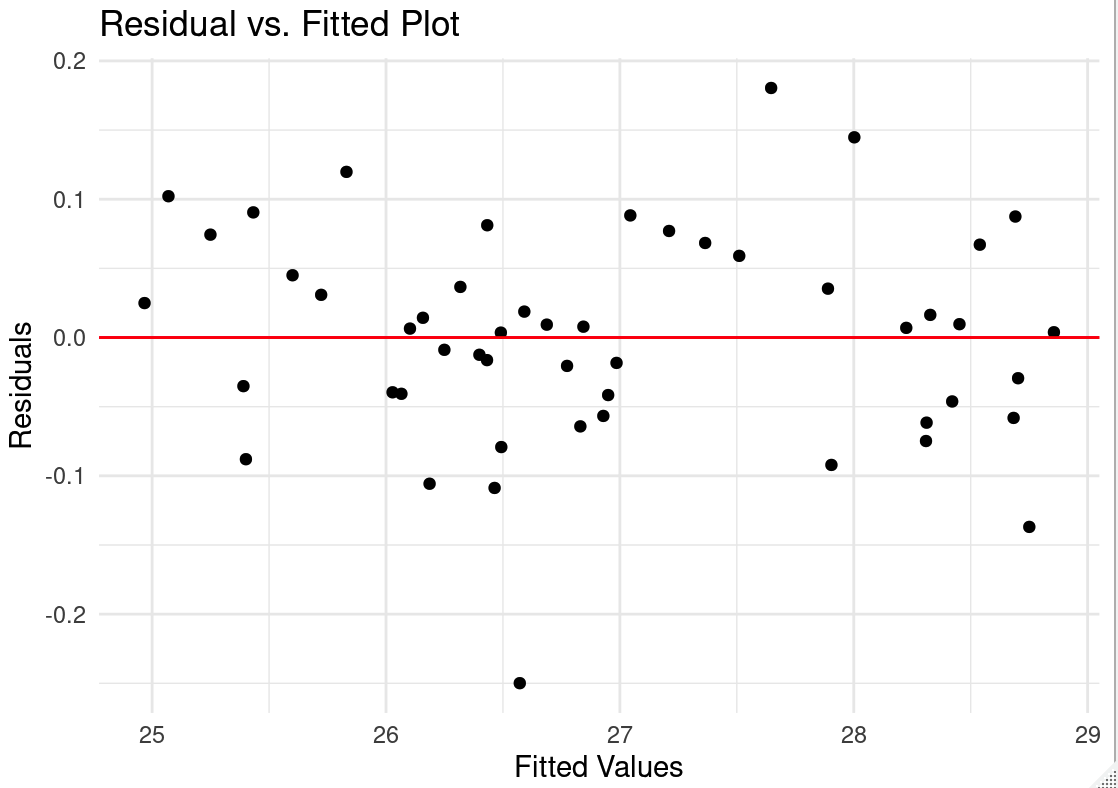 Residual vs. Fitted Plot
0.2
0.1
0.0
-0.1
-0.2
Residuals
25 26 27 28 29
Fitted Values